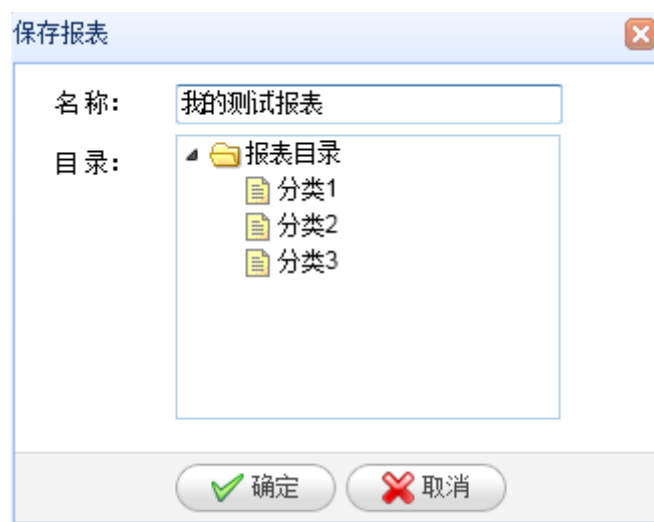 保存报表
名称： 我的测试报表
目录： 报表目录
分类1
分类2
分类3
确定 取消